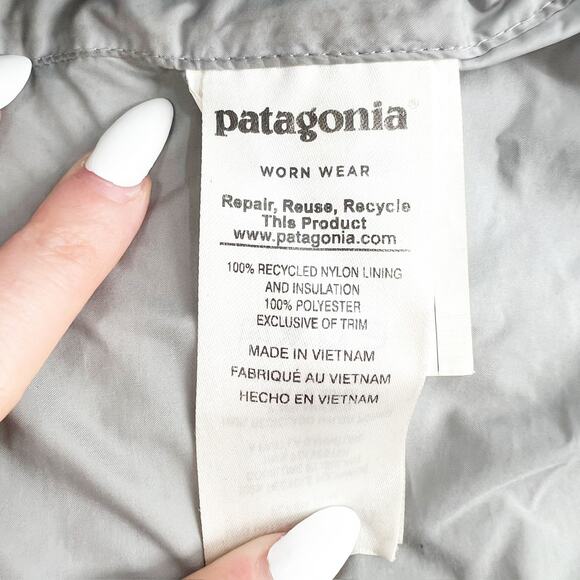 patagonia®
WORN WEAR
Repair, Reuse, Recycle
This Product
www.patagonia.com
100% RECYCLED NYLON LINING
AND INSULATION
100% POLYESTER
EXCLUSIVE OF TRIM
MADE IN VIETNAM
FABRIQUÉ AU VIETNAM
HECHO EN VIETNAM